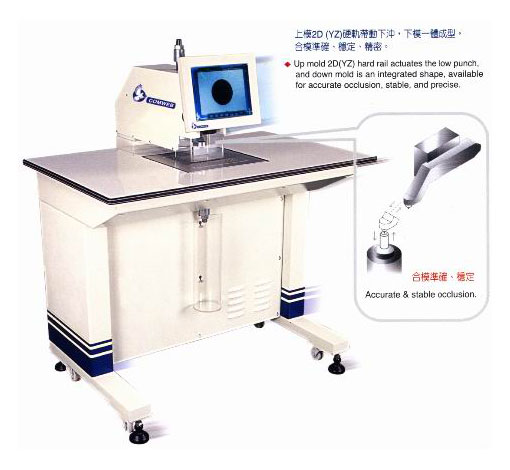 上模2D (YZ)硬軌帶動下沖，下模一體成型。
合模準確、穩定、精密。
Up mold 2D(YZ) hard rail actuates the low punch,
and down mold is an integrated shape, available
for accurate occlusion, stable, and precise.
COMWEB
合模準確、穩定
Accurate & stable occlusion.